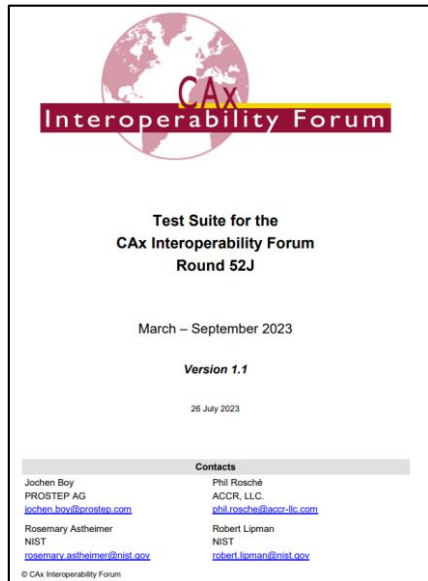 CAx
Interoperability Forum
Test Suite for the
CAx Interoperability Forum
Round 52J
March – September 2023
Version 1.1
26 July 2023
Contacts
Jochen Boy
PROSTEP AG
jochen.boy@prostep.com
Phil Rosché
ACCR, LLC.
phil.rosche@accr-llc.com
Rosemary Astheimer
NIST
rosemary.astheimer@nist.gov
Robert Lipman
NIST
robert.lipman@nist.gov
© CAx Interoperability Forum